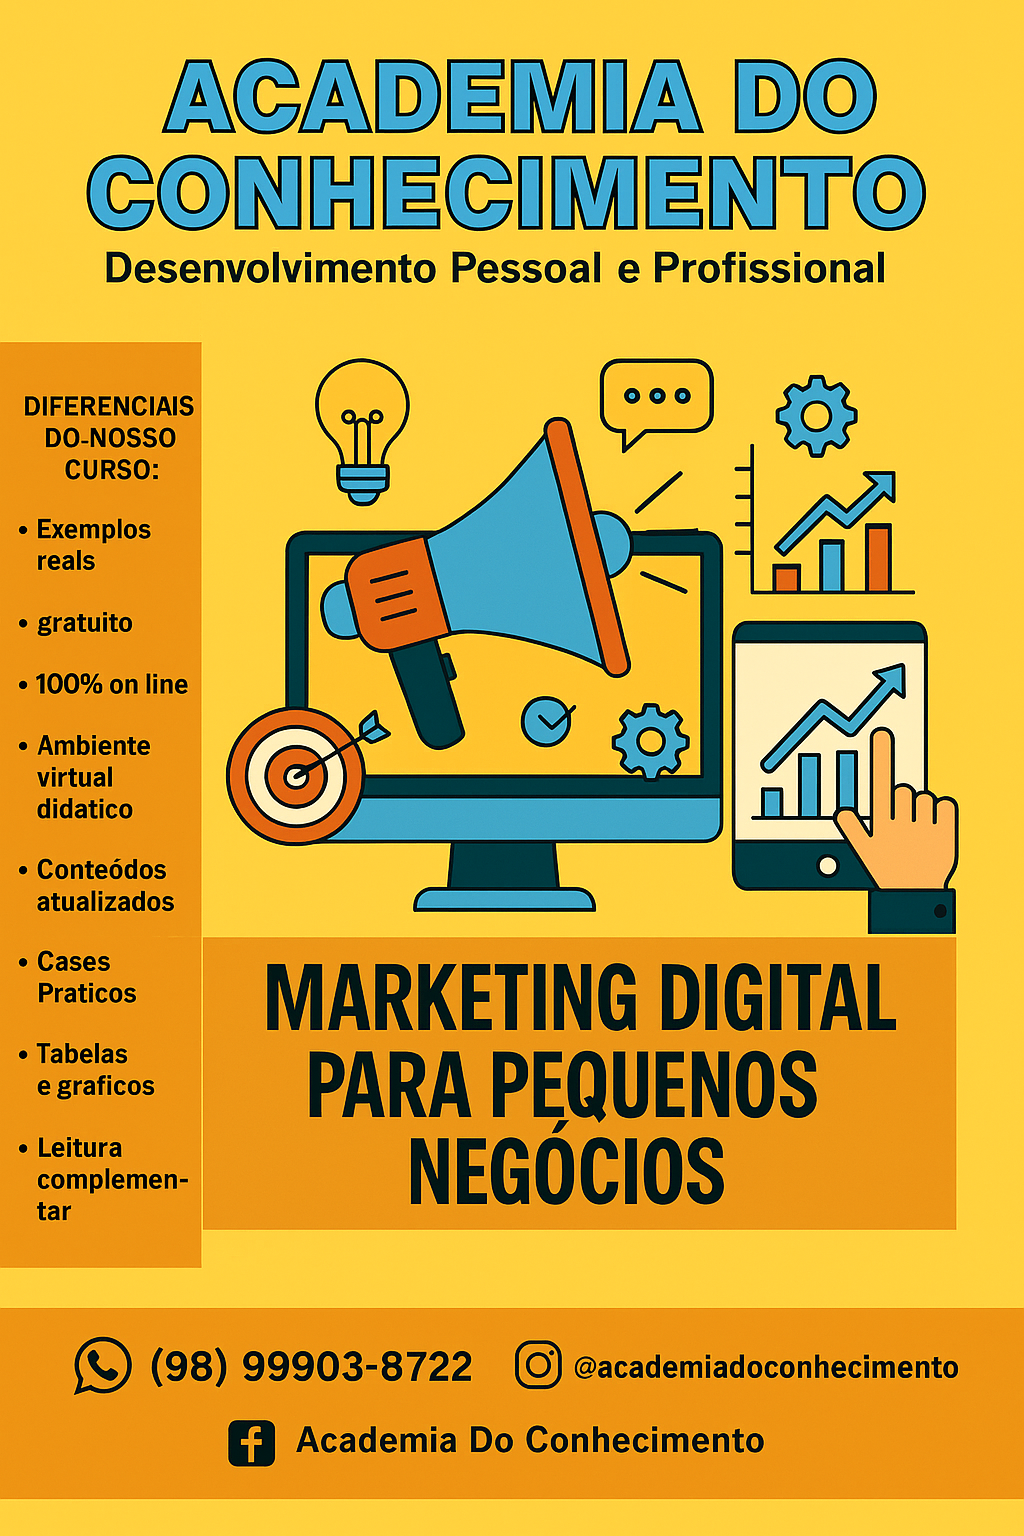 ACADEMIA DO
CONHECIMENTO
Desenvolvimento Pessoal e Profissional
DIFERENCIAIS
DO-NOSSO
CURSO:
• Exemplos
reals
• gratuito
• 100% on line
• Ambiente
virtual
didatico
• Conteódos
atualizados
• Cases
Praticos
• Tabelas
e graficos
• Leitura
complemen-
tar
MARKETING DIGITAL
PARA PEQUENOS
NEGÓCIOS
(98) 99903-8722
@academiadoconhecimento
Academia Do Conhecimento